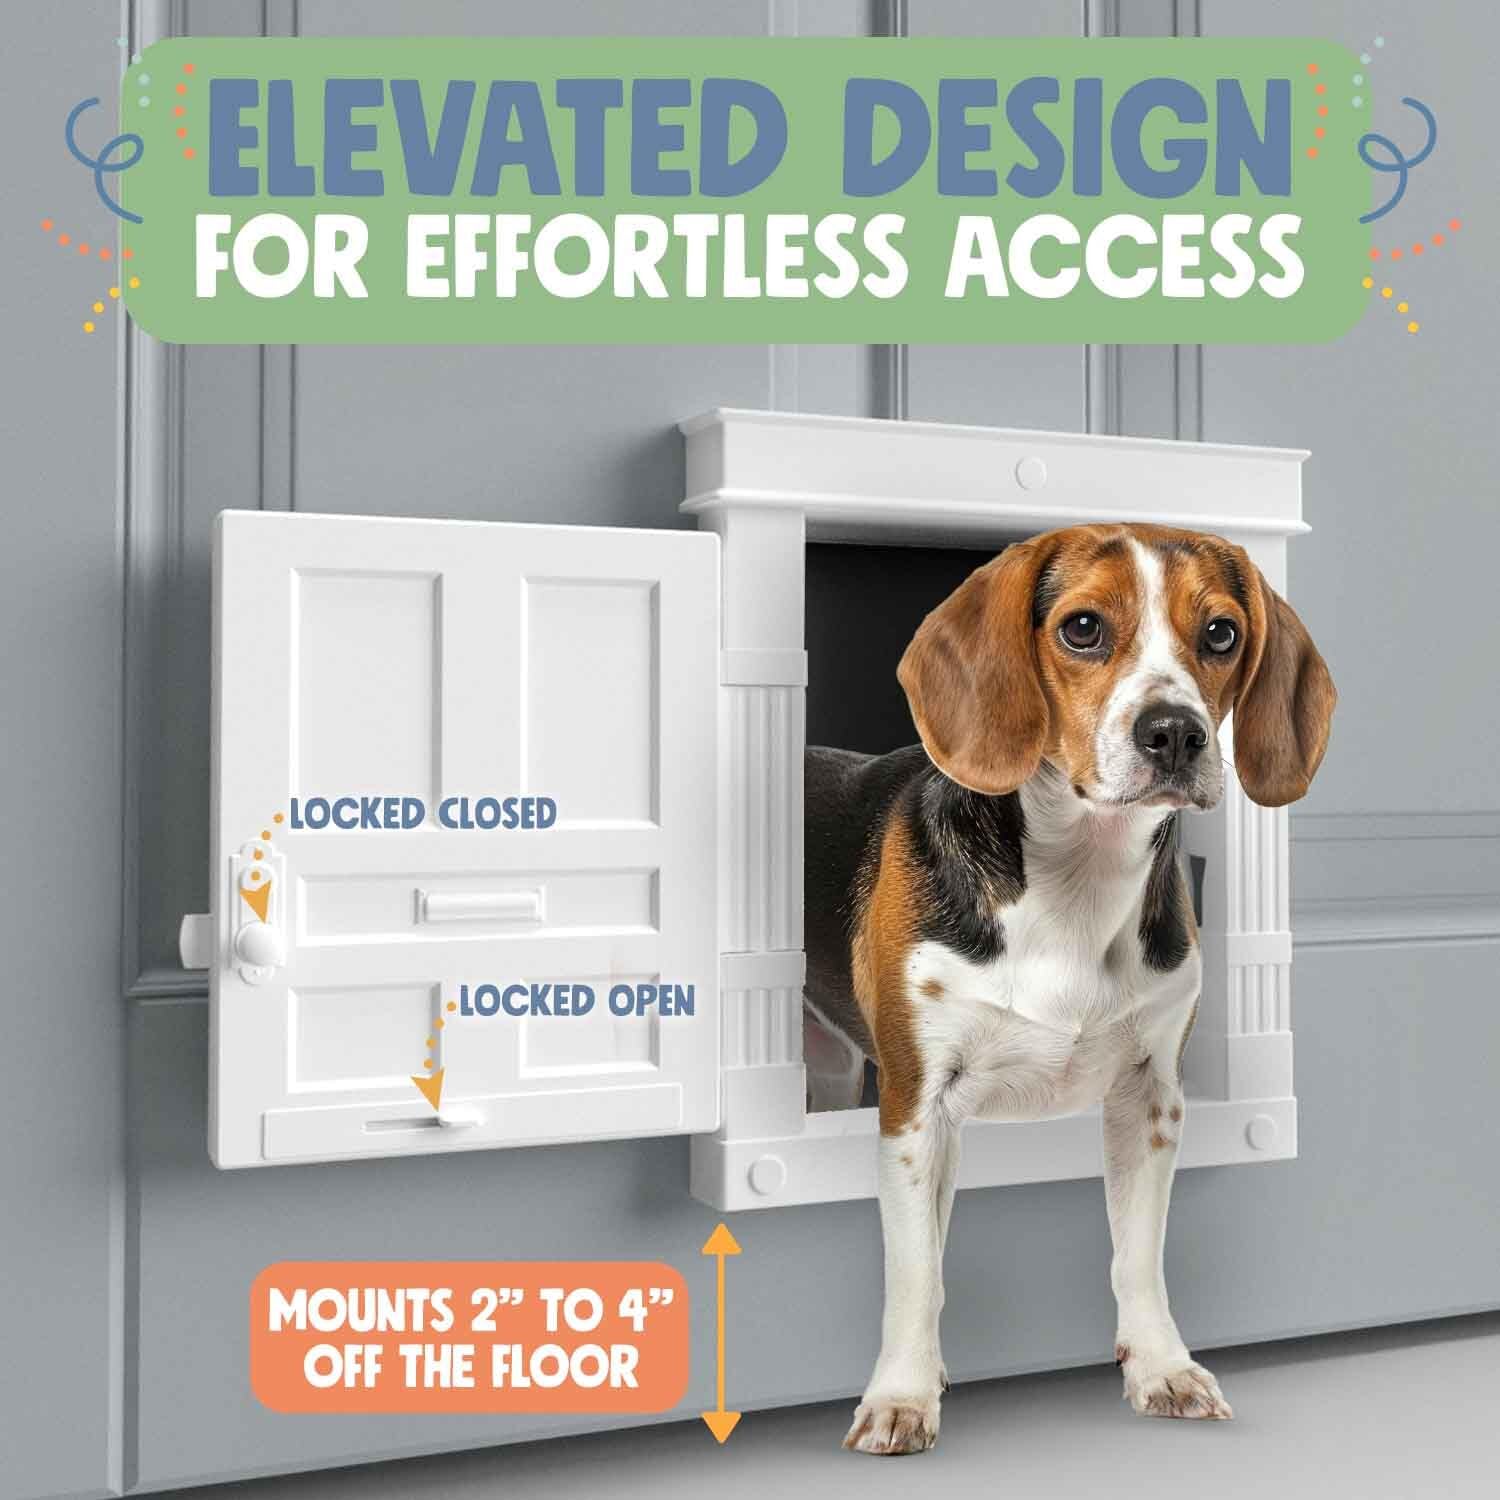 ELEVATED DESIGN
FOR EFFORTLESS ACCESS
LOCKED CLOSED
LOCKED OPEN
MOUNTS 2” TO 4”
OFF THE FLOOR